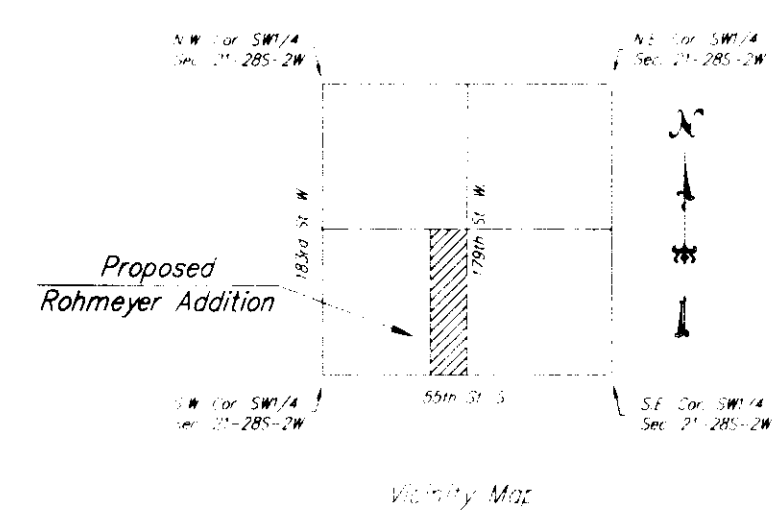 N.W. Cor. SW1/4
Sec. 21-28S-2W
N.E. Cor. SW1/4
Sec. 21-28S-2W
N
183rd St. W.
179th St. W.
Proposed
Rohmeyer Addition
55th St. S.
S.W. Cor. SW1/4
Sec. 21-28S-2W
S.E. Cor. SW1/4
Sec. 21-28S-2W
Vicinity Map